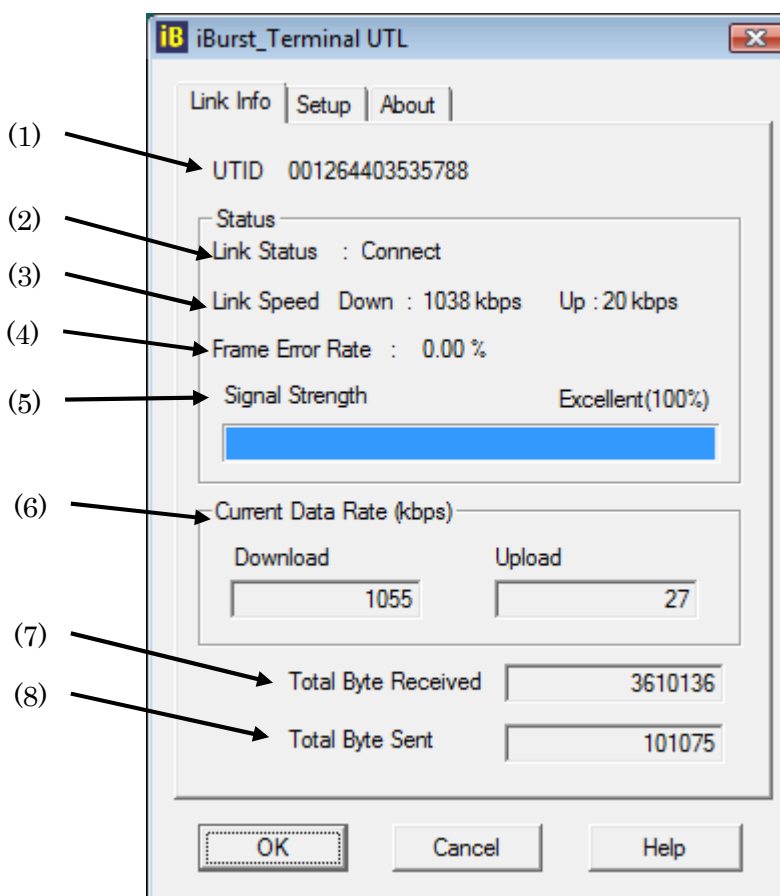 iB iBurst_Terminal UTL
Link Info Setup About
(1)
UTID 001264403535788
Status
(2)
Link Status : Connect
(3)
Link Speed Down : 1038 kbps Up : 20 kbps
(4)
Frame Error Rate : 0.00 %
(5)
Signal Strength Excellent(100%)
(6)
Current Data Rate (kbps)
Download Upload
1055 27
(7)
Total Byte Received 3610136
(8)
Total Byte Sent 101075
OK Cancel Help